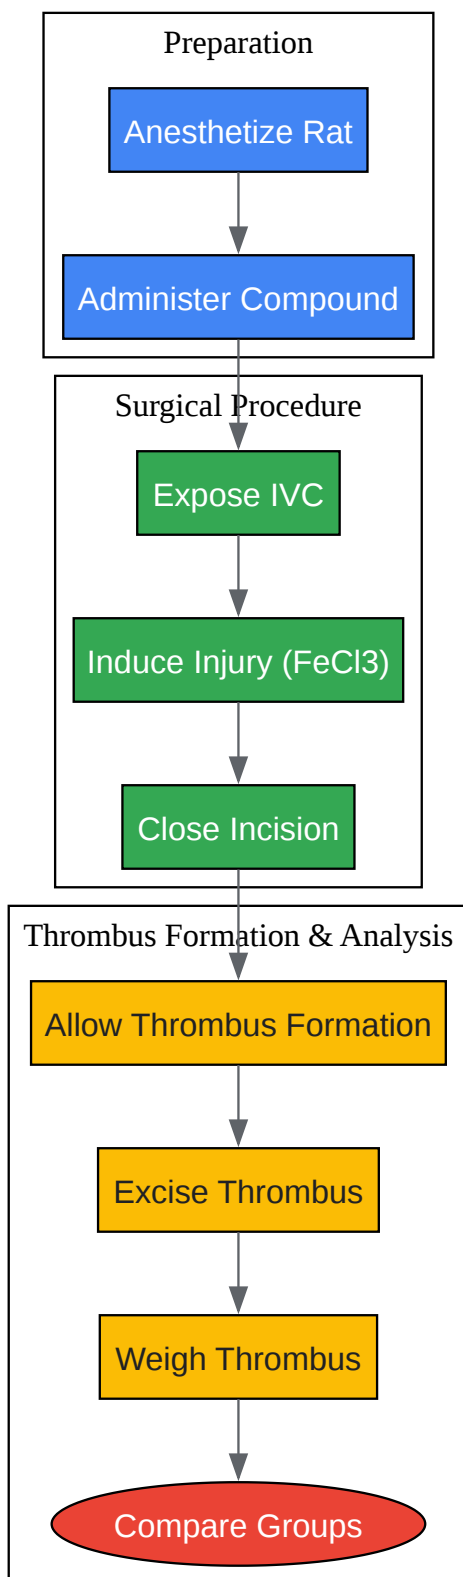 Preparation
Anesthetize Rat
Administer Compound
Surgical Procedure
Expose IVC
Induce Injury (FeCl3)
Close Incision
Thrombus Formation & Analysis
Allow Thrombus Formation
Excise Thrombus
Weigh Thrombus
Compare Groups